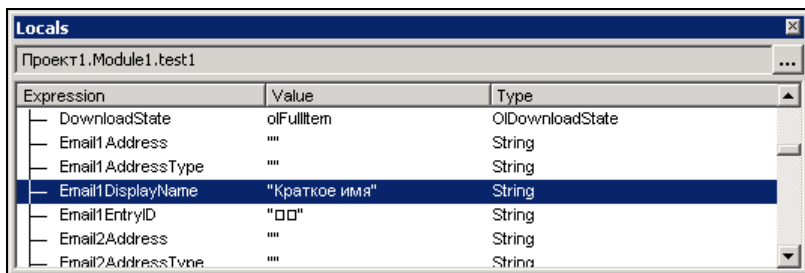 Locals
Проект1.Module1.test1 ...
Expression Value Type
DownloadState olFullItem OlDownloadState
Email1Address "" String
Email1AddressType "" String
Email1DisplayName "Краткое имя" String
Email1EntryID "□□" String
Email2Address "" String
Email2AddressType "" String